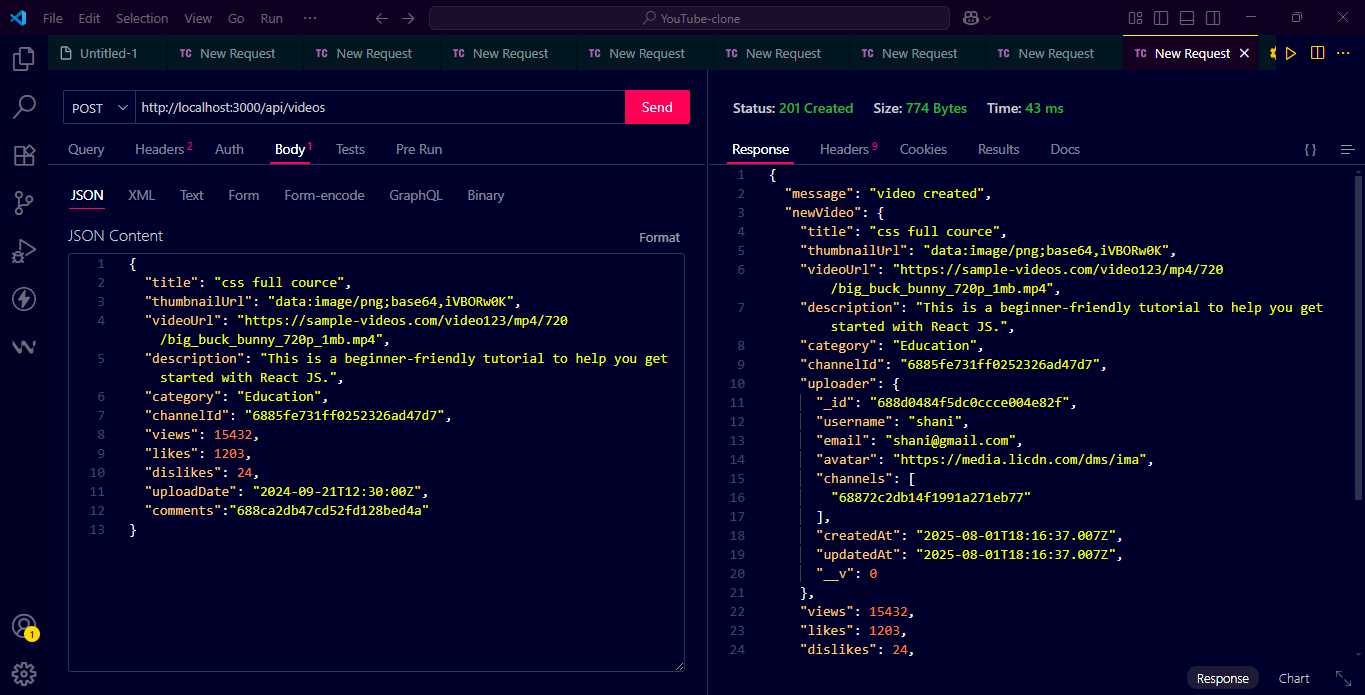 File Edit Selection View Go Run ··· YouTube-clone
Untitled-1 TC New Request TC New Request TC New Request TC New Request TC New Request TC New Request TC New Request TC New Request
POST http://localhost:3000/api/videos Send
Query Headers 2 Auth Body 1 Tests Pre Run
JSON XML Text Form Form-encode GraphQL Binary
JSON Content Format
1 {
2 "title": "css full cource",
3 "thumbnailUrl": "data:image/png;base64,iVBORw0K",
4 "videoUrl": "https://sample-videos.com/video123/mp4/720
/big_buck_bunny_720p_1mb.mp4",
5 "description": "This is a beginner-friendly tutorial to help you get
started with React JS.",
6 "category": "Education",
7 "channelId": "6885fe731ff0252326ad47d7",
8 "views": 15432,
9 "likes": 1203,
10 "dislikes": 24,
11 "uploadDate": "2024-09-21T12:30:00Z",
12 "comments":"688ca2db47cd52fd128bed4a"
13 }
Status: 201 Created Size: 774 Bytes Time: 43 ms
Response Headers 9 Cookies Results Docs { }
1 {
2 "message": "video created",
3 "newVideo": {
4 "title": "css full cource",
5 "thumbnailUrl": "data:image/png;base64,iVBORw0K",
6 "videoUrl": "https://sample-videos.com/video123/mp4/720
/big_buck_bunny_720p_1mb.mp4",
7 "description": "This is a beginner-friendly tutorial to help you get
started with React JS.",
8 "category": "Education",
9 "channelId": "6885fe731ff0252326ad47d7",
10 "uploader": {
11 "_id": "688d0484f5dc0ccce004e82f",
12 "username": "shani",
13 "email": "shani@gmail.com",
14 "avatar": "https://media.licdn.com/dms/ima",
15 "channels": [
16 "68872c2db14f1991a271eb77"
17 ],
18 "createdAt": "2025-08-01T18:16:37.007Z",
19 "updatedAt": "2025-08-01T18:16:37.007Z",
20 "__v": 0
21 },
22 "views": 15432,
23 "likes": 1203,
24 "dislikes": 24,
Response Chart
1